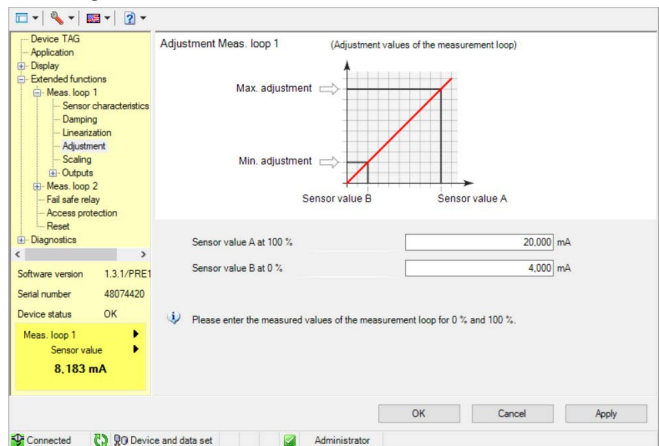 Device TAG
Application
Display
Extended functions
Meas. loop 1
Sensor characteristics
Damping
Linearization
Adjustment
Scaling
Outputs
Meas. loop 2
Fail safe relay
Access protection
Reset
Diagnostics
Software version 1.3.1/PRE1
Serial number 48074420
Device status OK
Meas. loop 1
Sensor value
8,183 mA
Adjustment Meas. loop 1 (Adjustment values of the measurement loop)
Max. adjustment
Min. adjustment
Sensor value B Sensor value A
Sensor value A at 100 % 20,000 mA
Sensor value B at 0 % 4,000 mA
Please enter the measured values of the measurement loop for 0 % and 100 %.
OK Cancel Apply
Connected Device and data set Administrator